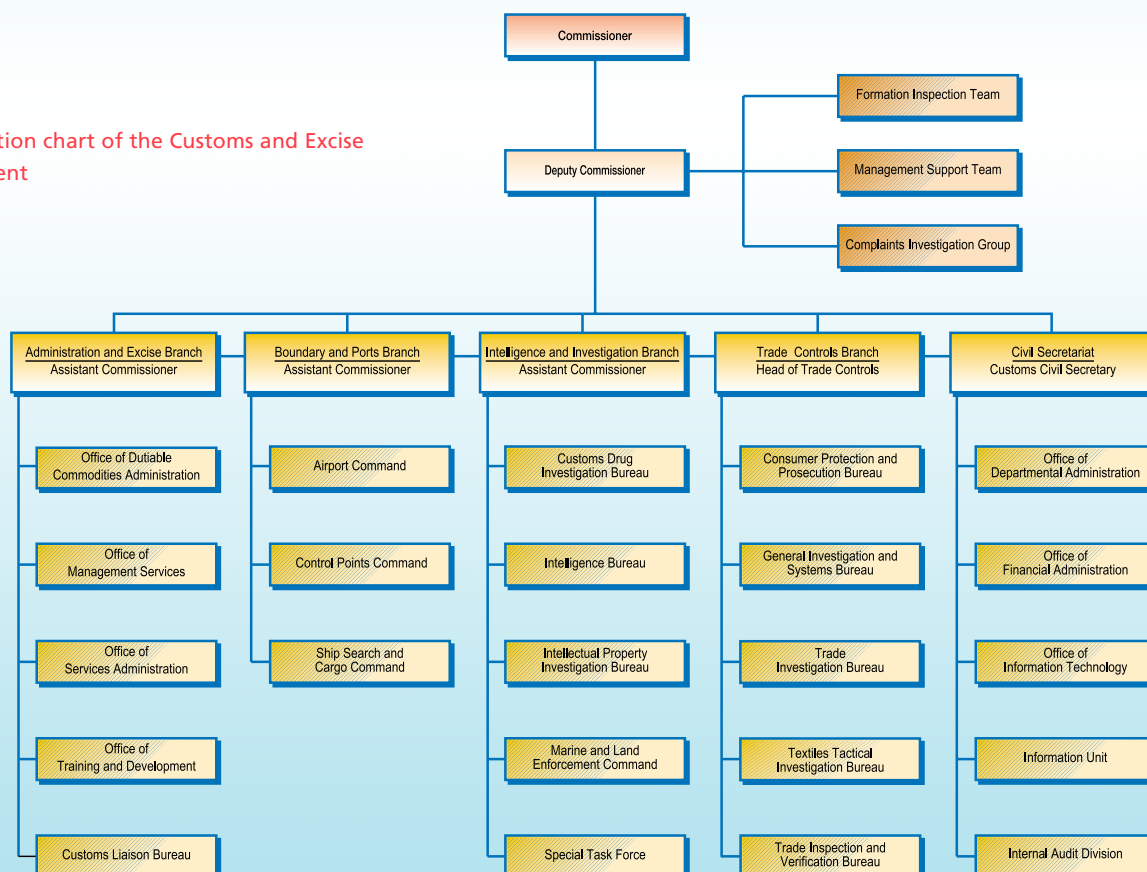 Commissioner
Formation Inspection Team
tion chart of the Customs and Excise
ent
Deputy Commissioner
Management Support Team
Complaints Investigation Group
Administration and Excise Branch
Assistant Commissioner
Boundary and Ports Branch
Assistant Commissioner
Intelligence and Investigation Branch
Assistant Commissioner
Trade Controls Branch
Head of Trade Controls
Civil Secretariat
Customs Civil Secretary
Office of Dutiable
Commodities Administration
Airport Command
Customs Drug
Investigation Bureau
Consumer Protection and
Prosecution Bureau
Office of
Departmental Administration
Office of
Management Services
Control Points Command
Intelligence Bureau
General Investigation and
Systems Bureau
Office of
Financial Administration
Office of
Services Administration
Ship Search and
Cargo Command
Intellectual Property
Investigation Bureau
Trade
Investigation Bureau
Office of
Information Technology
Office of
Training and Development
Marine and Land
Enforcement Command
Textiles Tactical
Investigation Bureau
Information Unit
Customs Liaison Bureau
Special Task Force
Trade Inspection and
Verification Bureau
Internal Audit Division